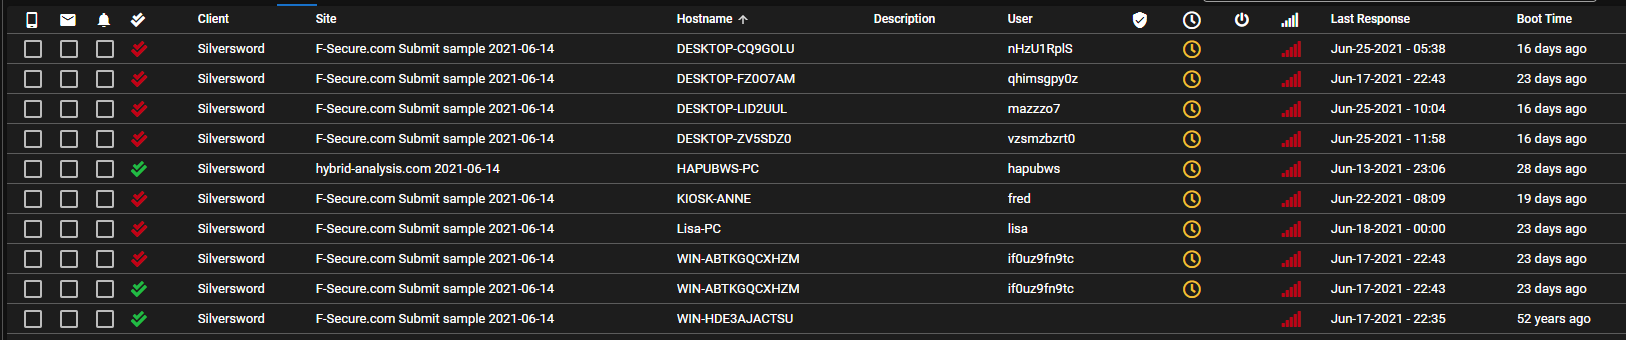 Client Site Hostname Description User Last Response Boot Time
Silversword F-Secure.com Submit sample 2021-06-14 DESKTOP-CQ9GOLU nHzU1RplS Jun-25-2021 - 05:38 16 days ago
Silversword F-Secure.com Submit sample 2021-06-14 DESKTOP-FZ0O7AM qhimsgpy0z Jun-17-2021 - 22:43 23 days ago
Silversword F-Secure.com Submit sample 2021-06-14 DESKTOP-LID2UUL mazzzo7 Jun-25-2021 - 10:04 16 days ago
Silversword F-Secure.com Submit sample 2021-06-14 DESKTOP-ZV5SDZ0 vzsmzbzrt0 Jun-25-2021 - 11:58 16 days ago
Silversword hybrid-analysis.com 2021-06-14 HAPUBWS-PC hapubws Jun-13-2021 - 23:06 28 days ago
Silversword F-Secure.com Submit sample 2021-06-14 KIOSK-ANNE fred Jun-22-2021 - 08:09 19 days ago
Silversword F-Secure.com Submit sample 2021-06-14 Lisa-PC lisa Jun-18-2021 - 00:00 23 days ago
Silversword F-Secure.com Submit sample 2021-06-14 WIN-ABTKGQCXHZM if0uz9fn9tc Jun-17-2021 - 22:43 23 days ago
Silversword F-Secure.com Submit sample 2021-06-14 WIN-ABTKGQCXHZM if0uz9fn9tc Jun-17-2021 - 22:43 23 days ago
Silversword F-Secure.com Submit sample 2021-06-14 WIN-HDE3AJACTSU Jun-17-2021 - 22:35 52 years ago